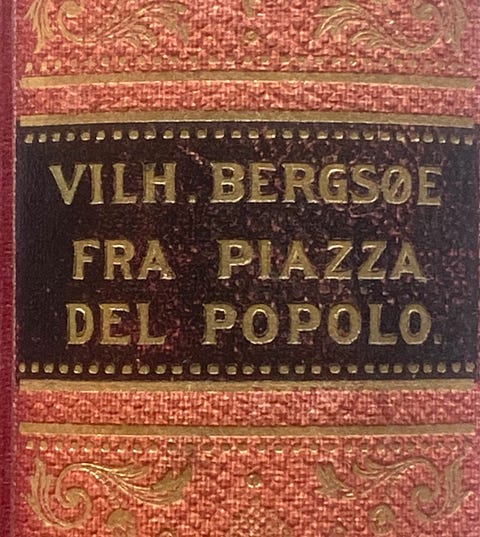 VILH. BERGSØE
FRA PIAZZA
DEL POPOLO.